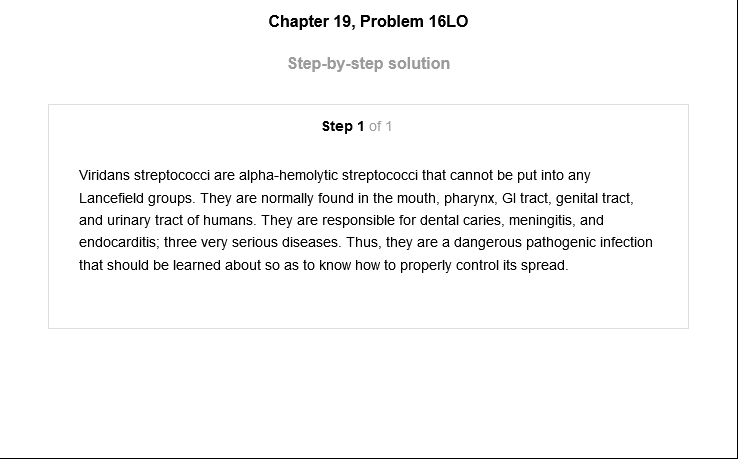 Chapter 19, Problem 16LO
Step-by-step solution
Step 1 of 1
Viridans streptococci are alpha-hemolytic streptococci that cannot be put into any
Lancefield groups. They are normally found in the mouth, pharynx, GI tract, genital tract,
and urinary tract of humans. They are responsible for dental caries, meningitis, and
endocarditis; three very serious diseases. Thus, they are a dangerous pathogenic infection
that should be learned about so as to know how to properly control its spread.